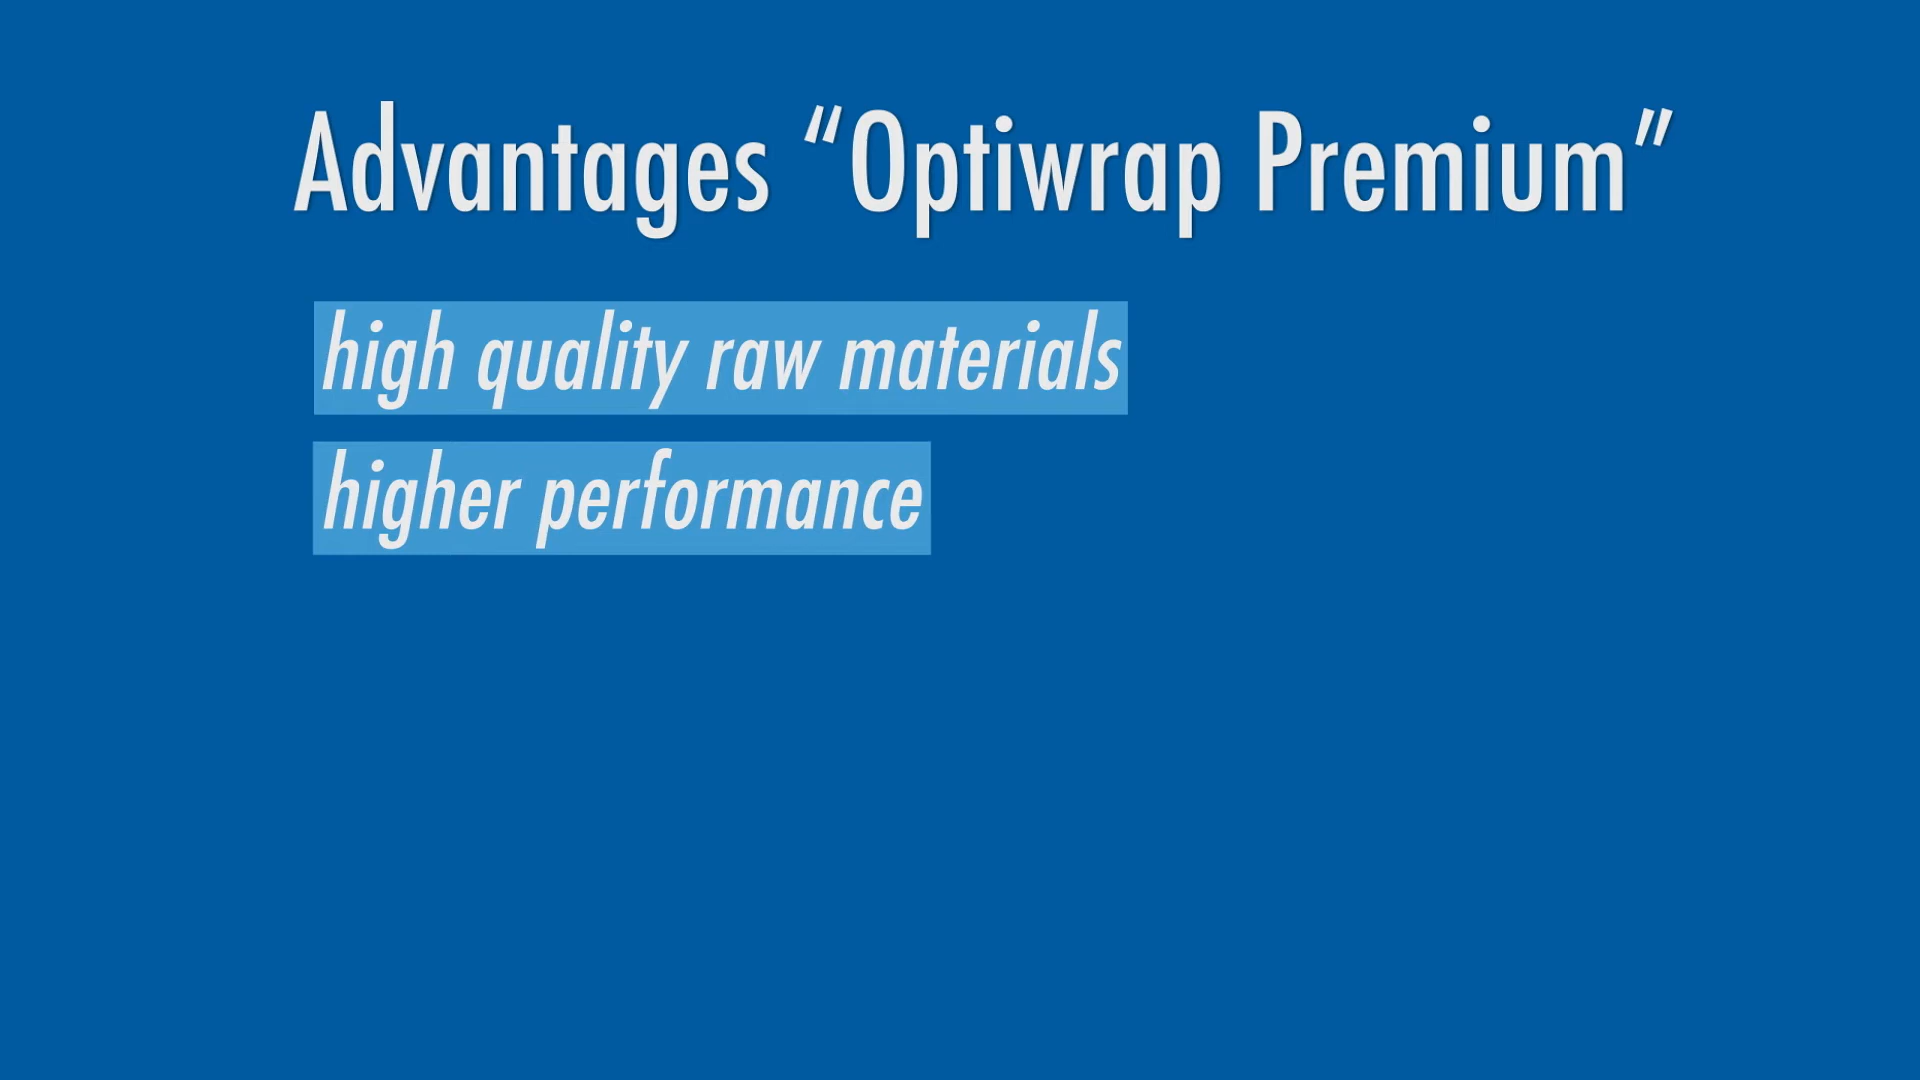 Advantages “Optiwrap Premium”
high quality raw materials
higher performance